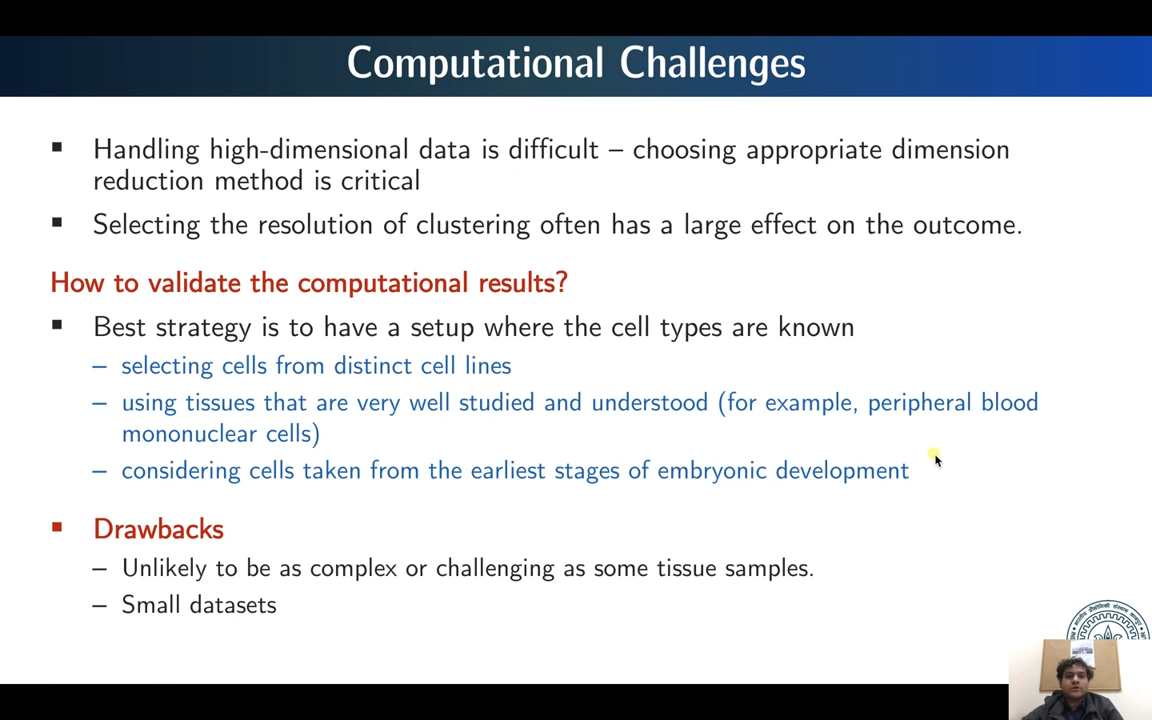 Computational Challenges
▪ Handling high-dimensional data is difficult – choosing appropriate dimension
reduction method is critical
▪ Selecting the resolution of clustering often has a large effect on the outcome.
How to validate the computational results?
▪ Best strategy is to have a setup where the cell types are known
– selecting cells from distinct cell lines
– using tissues that are very well studied and understood (for example, peripheral blood
mononuclear cells)
– considering cells taken from the earliest stages of embryonic development
▪ Drawbacks
– Unlikely to be as complex or challenging as some tissue samples.
– Small datasets